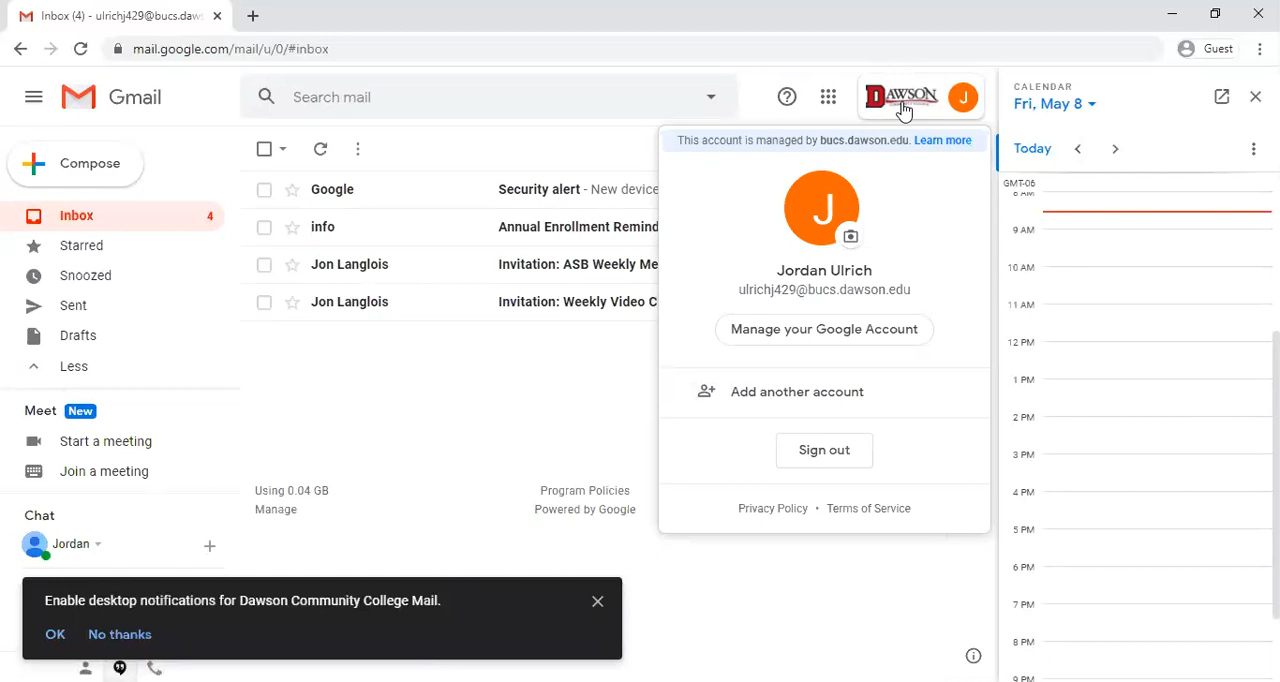 Inbox (4) - ulrichj429@bucs.daws
mail.google.com/mail/u/0/#inbox
Guest
Gmail
Search mail
DAWSON
J
CALENDAR
Fri, May 8
Compose
This account is managed by bucs.dawson.edu. Learn more
Today
GMT-06
8 AM
Inbox 4
Starred
Snoozed
Sent
Drafts
Less
Google Security alert - New device
info Annual Enrollment Remind
Jon Langlois Invitation: ASB Weekly Me
Jon Langlois Invitation: Weekly Video C
J
Jordan Ulrich
ulrichj429@bucs.dawson.edu
Manage your Google Account
Add another account
Sign out
Privacy Policy • Terms of Service
9 AM
10 AM
11 AM
12 PM
1 PM
2 PM
3 PM
4 PM
5 PM
6 PM
7 PM
8 PM
9 PM
Meet New
Start a meeting
Join a meeting
Chat
Jordan
Using 0.04 GB
Manage
Program Policies
Powered by Google
Enable desktop notifications for Dawson Community College Mail.
OK No thanks